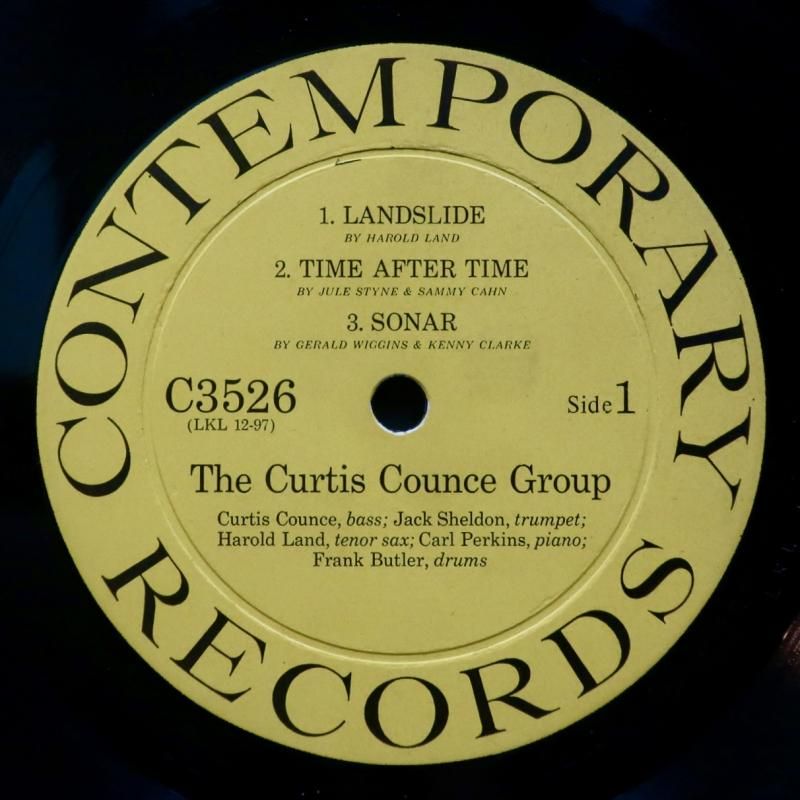 CONTEMPORARY
1. LANDSLIDE
BY HAROLD LAND
2. TIME AFTER TIME
BY JULE STYNE & SAMMY CAHN
3. SONAR
BY GERALD WIGGINS & KENNY CLARKE
C3526
(LKL 12-97)
Side 1
The Curtis Counce Group
Curtis Counce, bass; Jack Sheldon, trumpet;
Harold Land, tenor sax; Carl Perkins, piano;
Frank Butler, drums
RECORDS